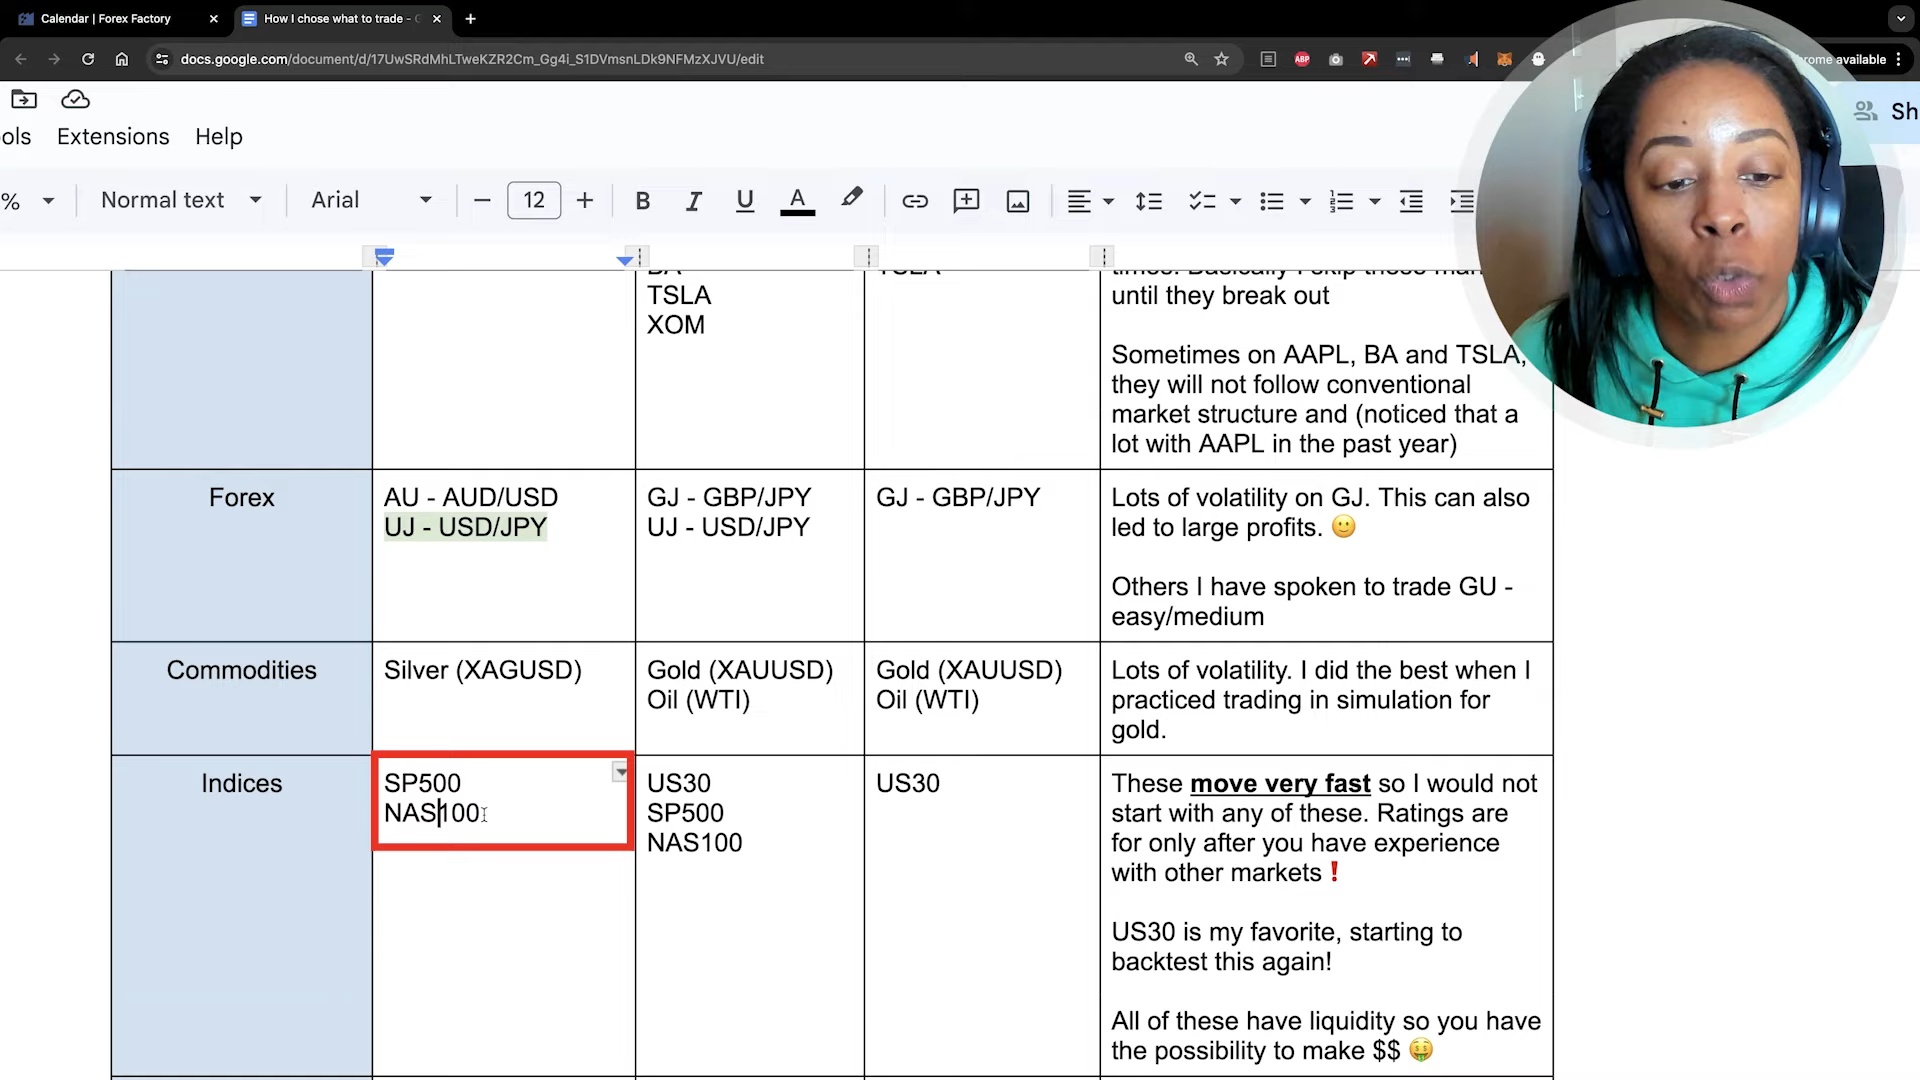 Calendar | Forex Factory
How I chose what to trade -
docs.google.com/document/d/17UwSRdMhLTweKZR2Cm_Gg4i_S1DVmsnLDk9NFMzXJVU/edit
ABP
rome available
ols Extensions Help
Sh
% Normal text Arial 12 B I U A
TSLA
XOM
until they break out
Sometimes on AAPL, BA and TSLA,
they will not follow conventional
market structure and (noticed that a
lot with AAPL in the past year)
Forex
AU - AUD/USD
UJ - USD/JPY
GJ - GBP/JPY
UJ - USD/JPY
GJ - GBP/JPY
Lots of volatility on GJ. This can also
led to large profits. 🙂
Others I have spoken to trade GU -
easy/medium
Commodities
Silver (XAGUSD)
Gold (XAUUSD)
Oil (WTI)
Gold (XAUUSD)
Oil (WTI)
Lots of volatility. I did the best when I
practiced trading in simulation for
gold.
Indices
SP500
NAS100
US30
SP500
NAS100
US30
These move very fast so I would not
start with any of these. Ratings are
for only after you have experience
with other markets ❗
US30 is my favorite, starting to
backtest this again!
All of these have liquidity so you have
the possibility to make $$ 🤑